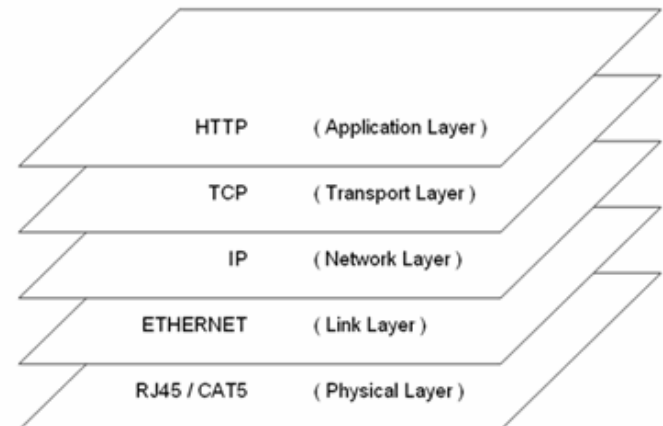 HTTP ( Application Layer )
TCP ( Transport Layer )
IP ( Network Layer )
ETHERNET ( Link Layer )
RJ45 / CAT5 ( Physical Layer )